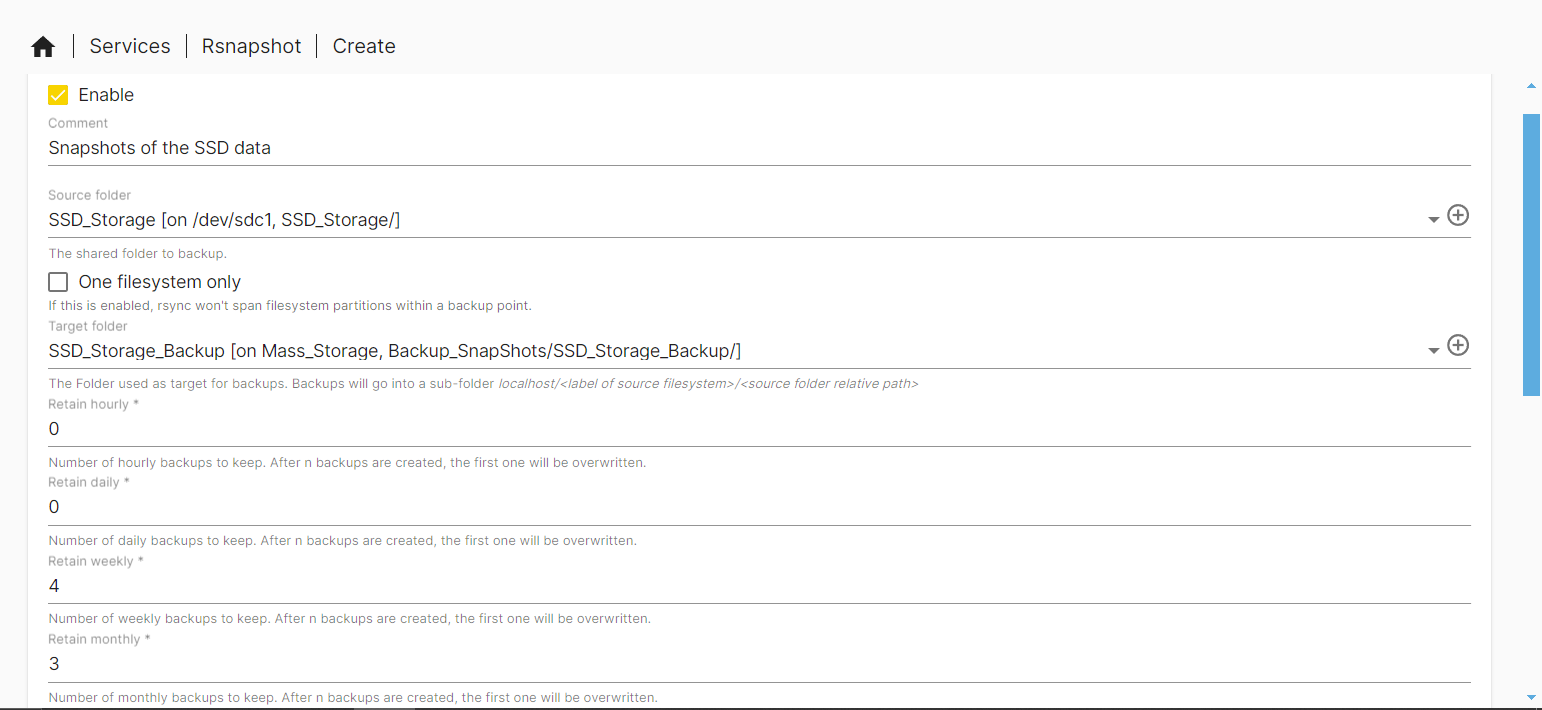 Services | Rsnapshot | Create
Enable
Comment
Snapshots of the SSD data
Source folder
SSD_Storage [on /dev/sdc1, SSD_Storage/]
The shared folder to backup.
One filesystem only
If this is enabled, rsync won't span filesystem partitions within a backup point.
Target folder
SSD_Storage_Backup [on Mass_Storage, Backup_SnapShots/SSD_Storage_Backup/]
The Folder used as target for backups. Backups will go into a sub-folder localhost/<label of source filesystem>/<source folder relative path>
Retain hourly *
0
Number of hourly backups to keep. After n backups are created, the first one will be overwritten.
Retain daily *
0
Number of daily backups to keep. After n backups are created, the first one will be overwritten.
Retain weekly *
4
Number of weekly backups to keep. After n backups are created, the first one will be overwritten.
Retain monthly *
3
Number of monthly backups to keep. After n backups are created, the first one will be overwritten.